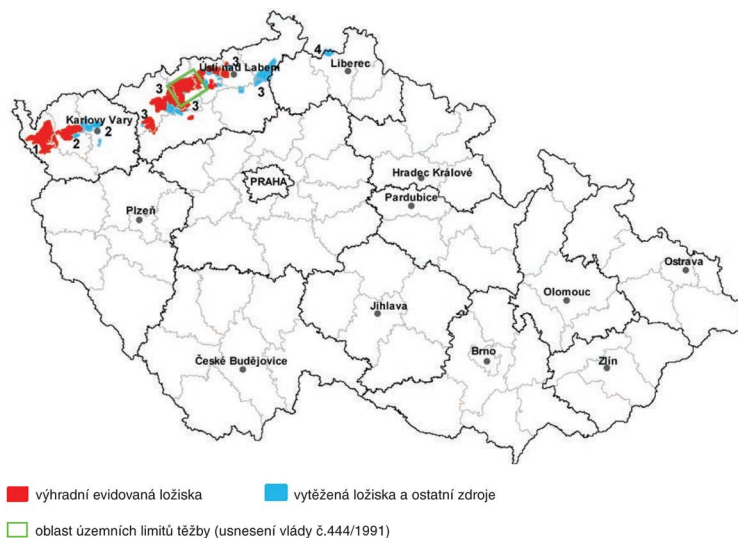 4
Liberec
3
Ústí nad Labem
3
3
3
3
Karlovy Vary
2
2
1
PRAHA
Hradec Králové
Pardubice
Plzeň
Ostrava
Olomouc
Jihlava
Brno
Zlín
České Budějovice
výhradní evidovaná ložiska
vytěžená ložiska a ostatní zdroje
oblast územních limitů těžby (usnesení vlády č.444/1991)